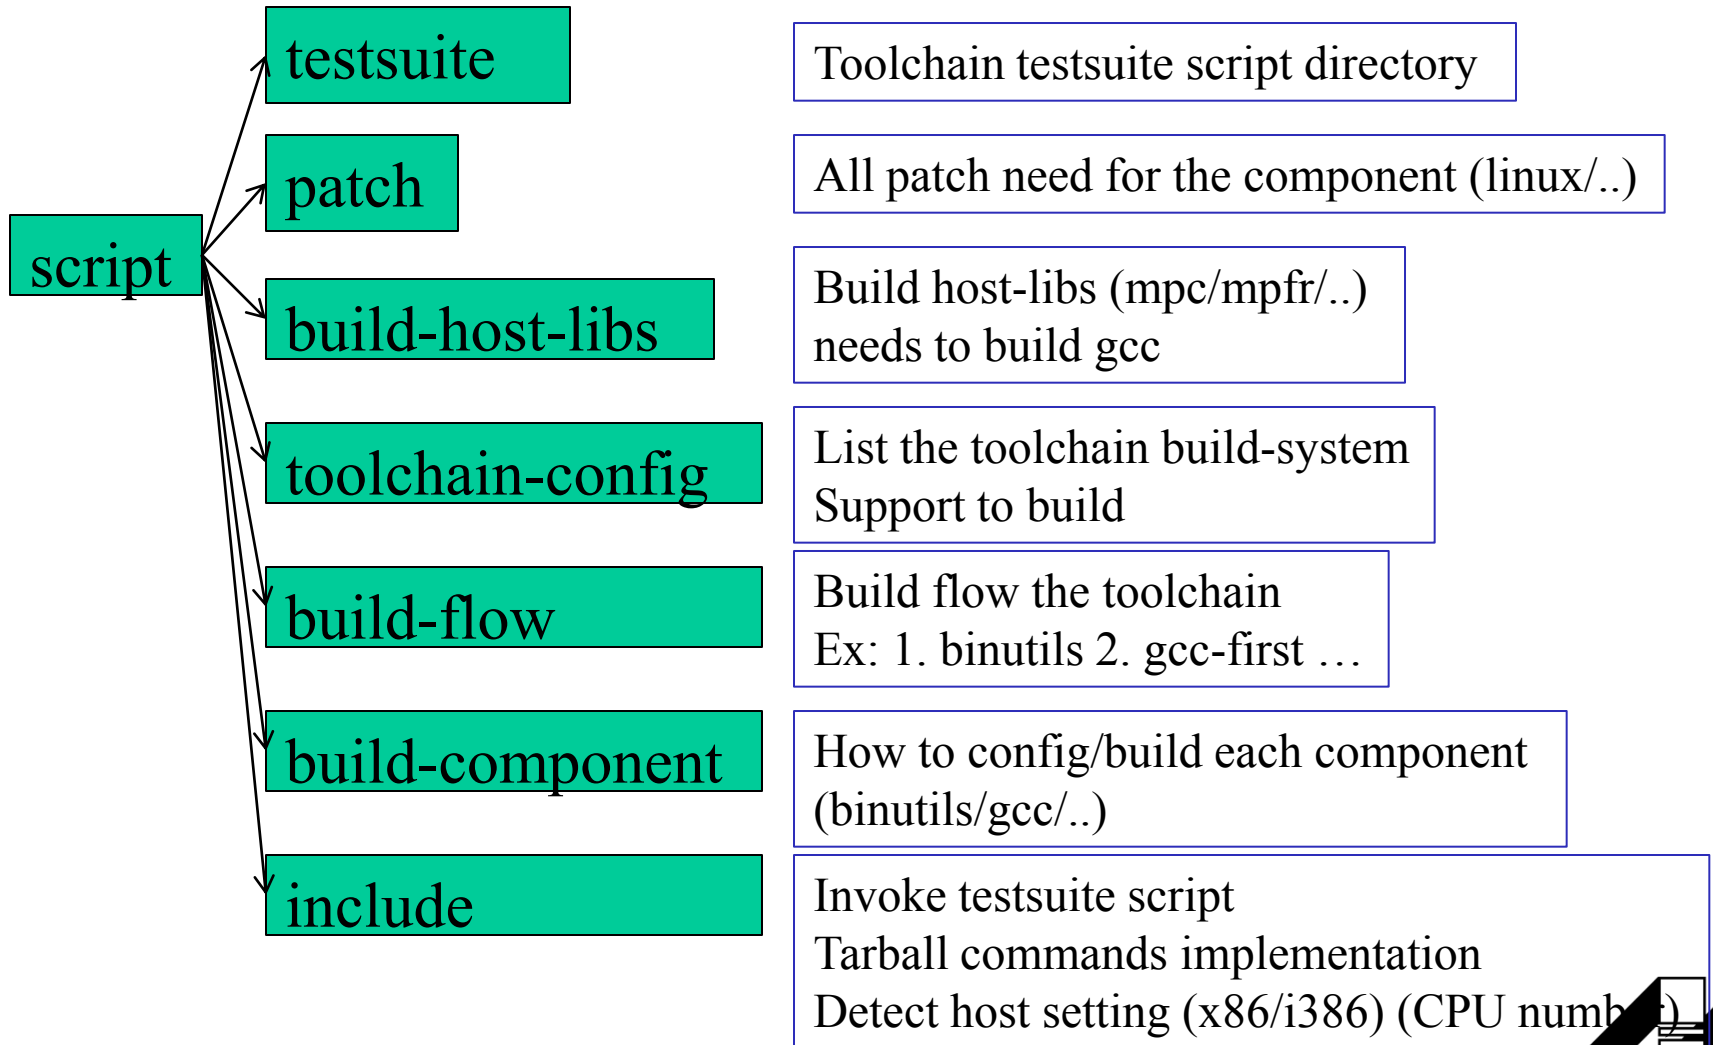 testsuite
Toolchain testsuite script directory
patch
All patch need for the component (linux/..)
script
build-host-libs
Build host-libs (mpc/mpfr/..)
needs to build gcc
toolchain-config
List the toolchain build-system
Support to build
build-flow
Build flow the toolchain
Ex: 1. binutils 2. gcc-first …
build-component
How to config/build each component
(binutils/gcc/..)
include
Invoke testsuite script
Tarball commands implementation
Detect host setting (x86/i386) (CPU number)